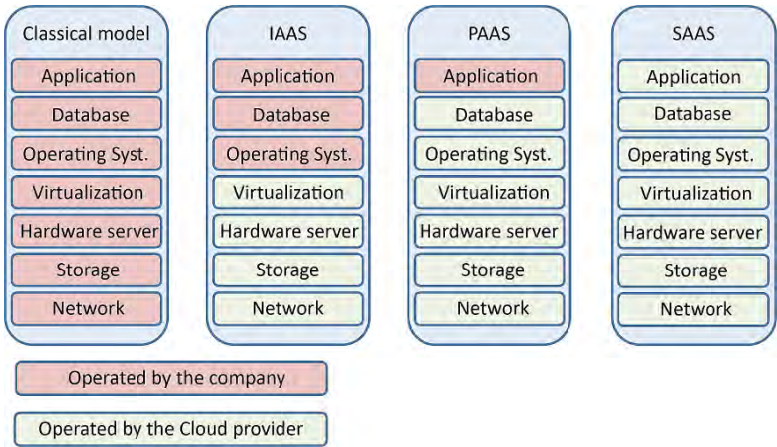 Classical model
Application
Database
Operating Syst.
Virtualization
Hardware server
Storage
Network
IAAS
Application
Database
Operating Syst.
Virtualization
Hardware server
Storage
Network
PAAS
Application
Database
Operating Syst.
Virtualization
Hardware server
Storage
Network
SAAS
Application
Database
Operating Syst.
Virtualization
Hardware server
Storage
Network
Operated by the company
Operated by the Cloud provider